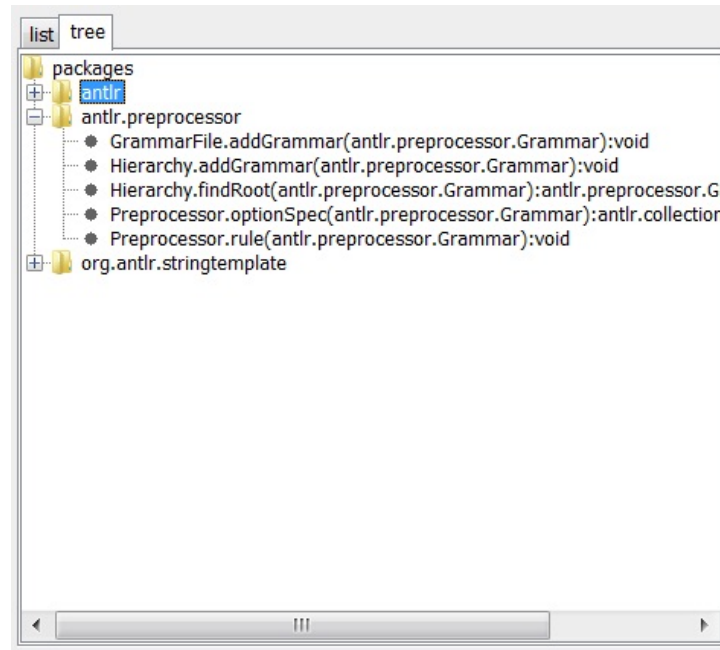 list tree
packages
antlr
antlr.preprocessor
GrammarFile.addGrammar(antlr.preprocessor.Grammar):void
Hierarchy.addGrammar(antlr.preprocessor.Grammar):void
Hierarchy.findRoot(antlr.preprocessor.Grammar):antlr.preprocessor.G
Preprocessor.optionSpec(antlr.preprocessor.Grammar):antlr.collection
Preprocessor.rule(antlr.preprocessor.Grammar):void
org.antlr.stringtemplate